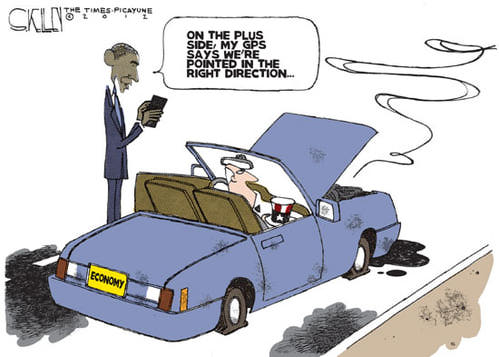 THE TIMES-PICAYUNE
©2012
ON THE PLUS
SIDE, MY GPS
SAYS WE'RE
POINTED IN THE
RIGHT DIRECTION...
ECONOMY